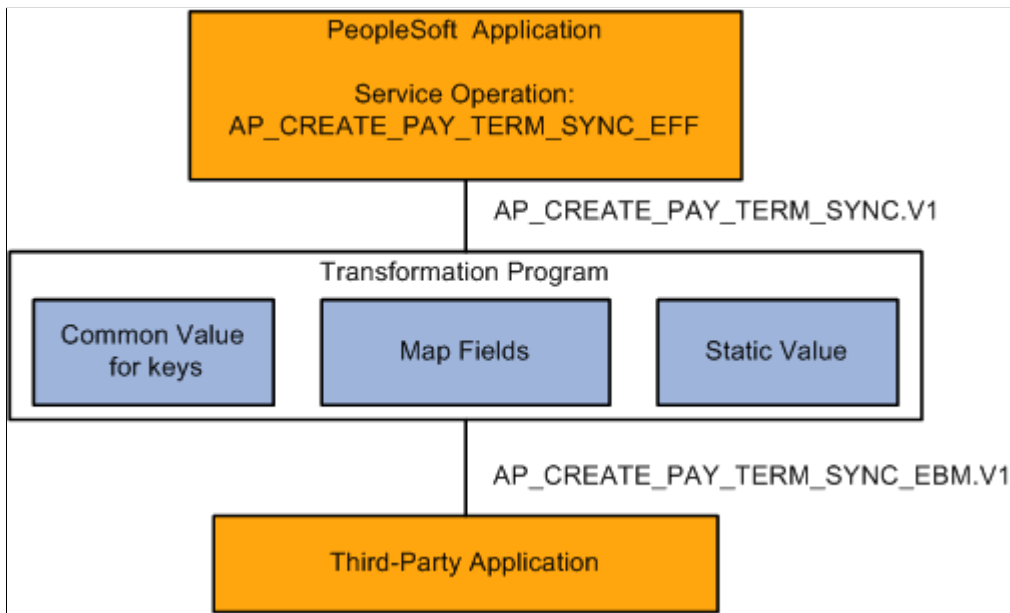 PeopleSoft Application
Service Operation:
AP_CREATE_PAY_TERM_SYNC_EFF
AP_CREATE_PAY_TERM_SYNC.V1
Transformation Program
Common Value
for keys
Map Fields
Static Value
AP_CREATE_PAY_TERM_SYNC_EBM.V1
Third-Party Application